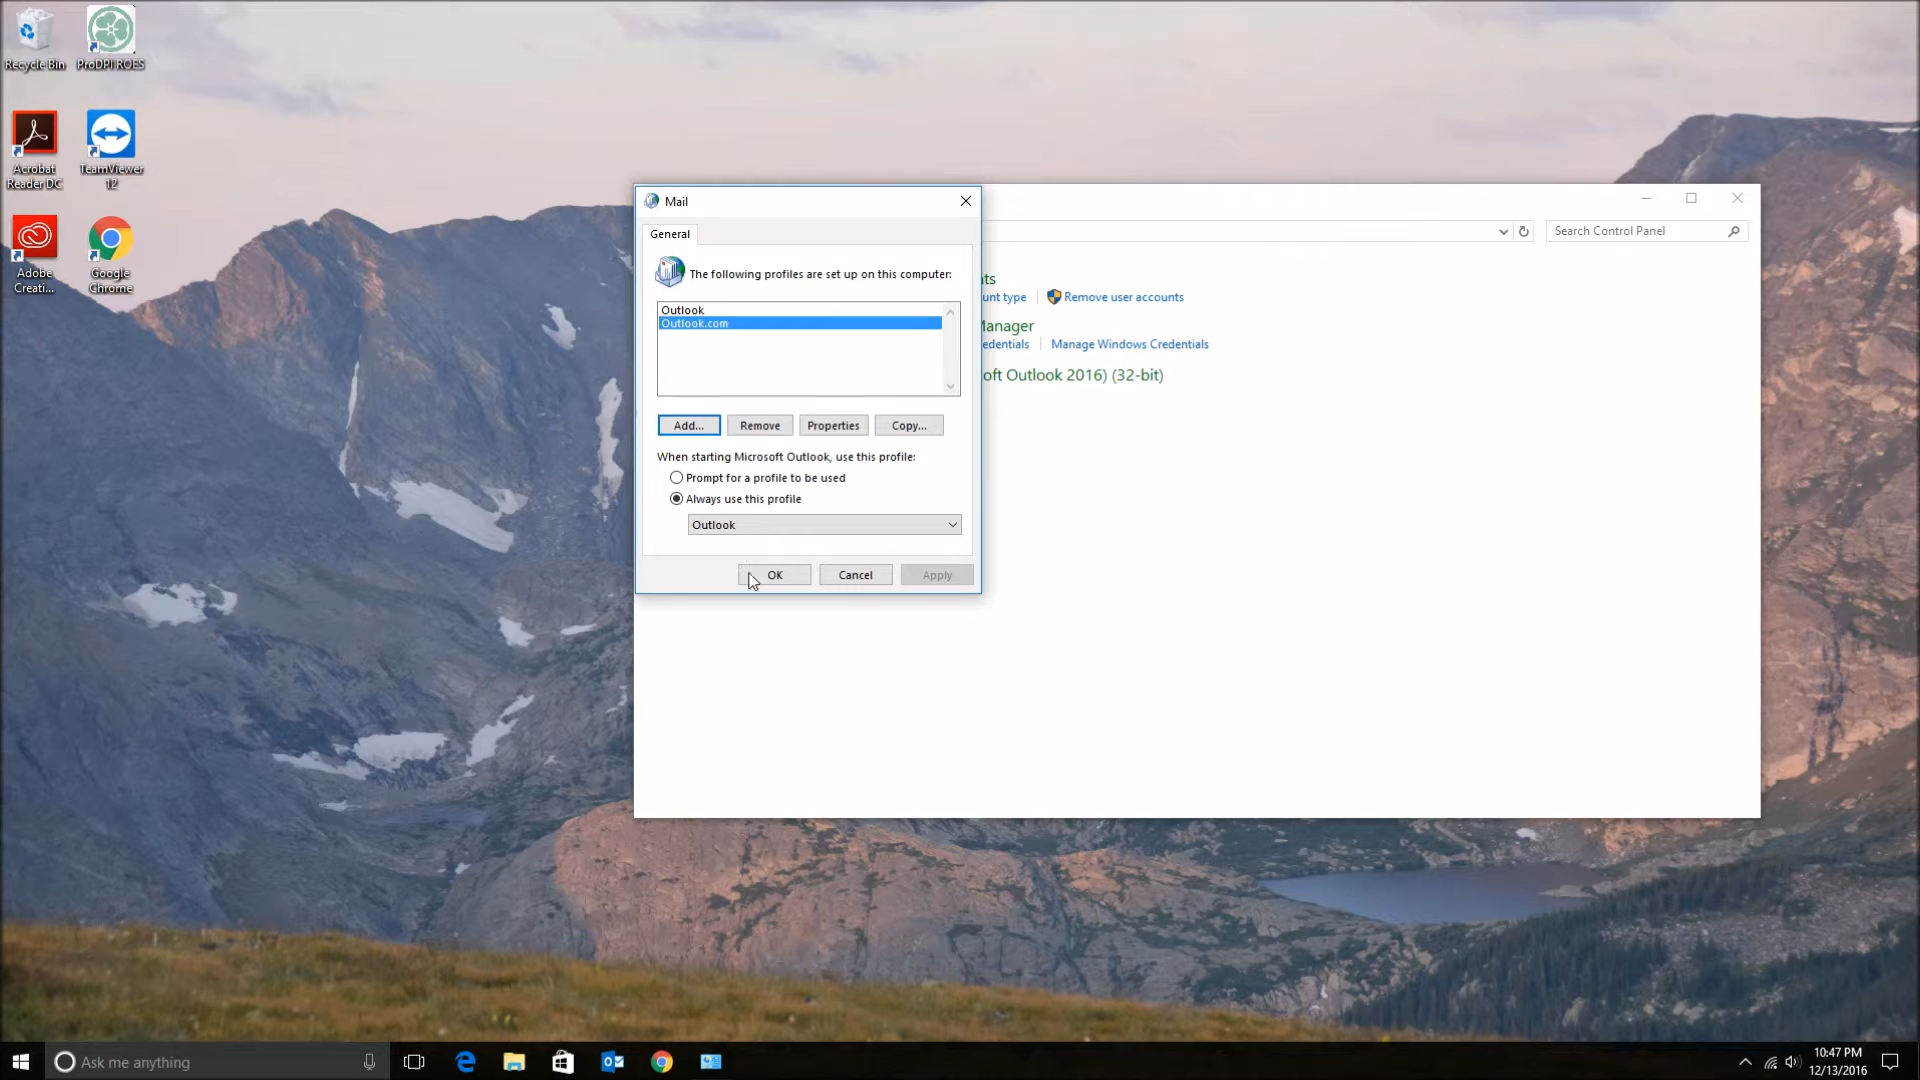 Recycle Bin
ProDPI ROES
Acrobat
Reader DC
TeamViewer
12
Adobe
Creati...
Google
Chrome
Mail
General
The following profiles are set up on this computer:
Outlook
Outlook.com
Add...
Remove
Properties
Copy...
When starting Microsoft Outlook, use this profile:
Prompt for a profile to be used
Always use this profile
Outlook
OK
Cancel
Apply
Search Control Panel
nts
unt type
Remove user accounts
Manager
edentials
Manage Windows Credentials
oft Outlook 2016) (32-bit)
Ask me anything
10:47 PM
12/13/2016